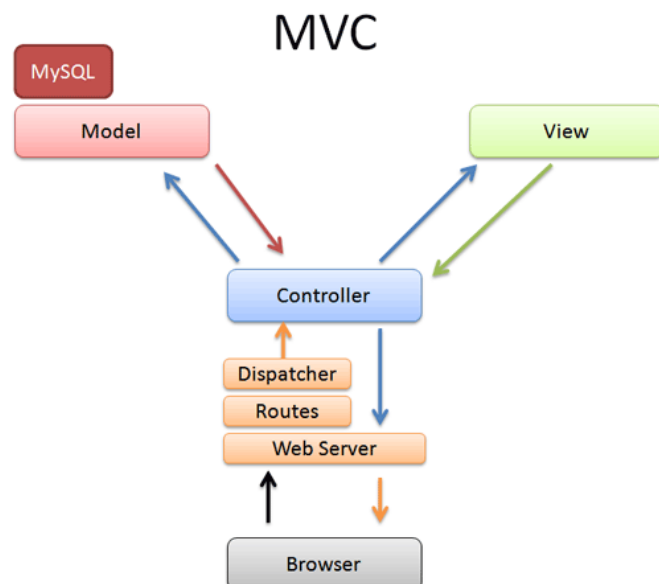 MVC
MySQL
Model
View
Controller
Dispatcher
Routes
Web Server
Browser